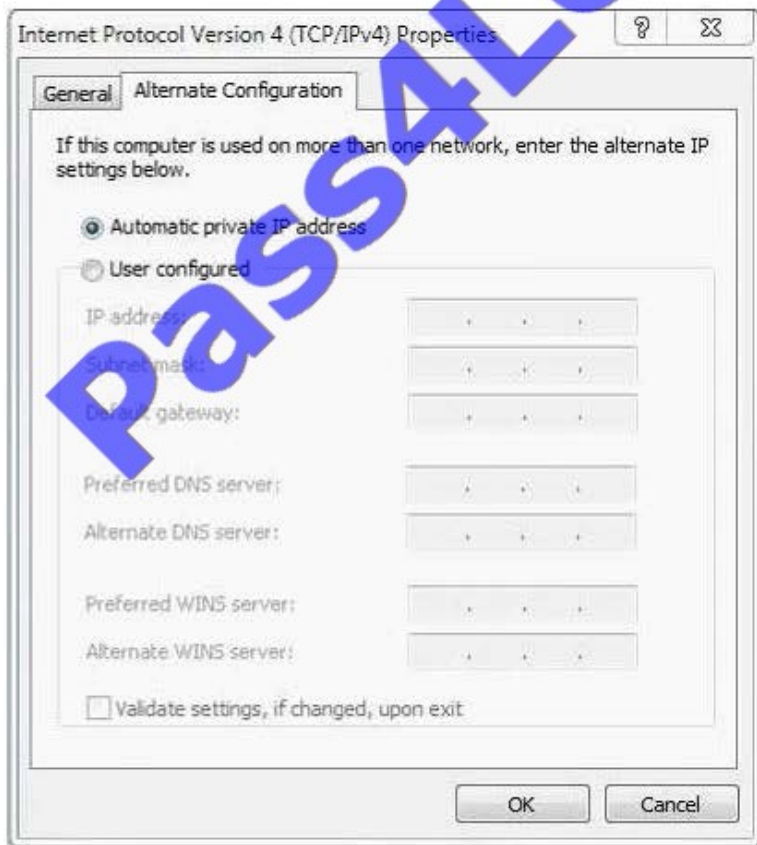 Internet Protocol Version 4 (TCP/IPv4) Properties
General
Alternate Configuration
If this computer is used on more than one network, enter the alternate IP
settings below.
Automatic private IP address
User configured
IP address:
Subnet mask:
Default gateway:
Preferred DNS server:
Alternate DNS server:
Preferred WINS server:
Alternate WINS server:
Validate settings, if changed, upon exit
OK
Cancel